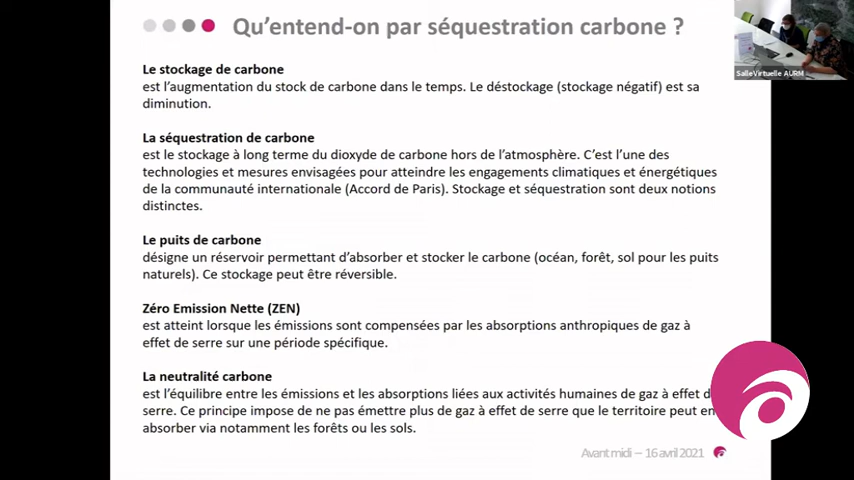 Qu'entend-on par séquestration carbone ?
SalleVirtuelle AURM
Le stockage de carbone
est l'augmentation du stock de carbone dans le temps. Le déstockage (stockage négatif) est sa
diminution.
La séquestration de carbone
est le stockage à long terme du dioxyde de carbone hors de l'atmosphère. C'est l'une des
technologies et mesures envisagées pour atteindre les engagements climatiques et énergétiques
de la communauté internationale (Accord de Paris). Stockage et séquestration sont deux notions
distinctes.
Le puits de carbone
désigne un réservoir permettant d'absorber et stocker le carbone (océan, forêt, sol pour les puits
naturels). Ce stockage peut être réversible.
Zéro Emission Nette (ZEN)
est atteint lorsque les émissions sont compensées par les absorptions anthropiques de gaz à
effet de serre sur une période spécifique.
La neutralité carbone
est l'équilibre entre les émissions et les absorptions liées aux activités humaines de gaz à effet d
serre. Ce principe impose de ne pas émettre plus de gaz à effet de serre que le territoire peut en
absorber via notamment les forêts ou les sols.
Avant midi – 16 avril 2021